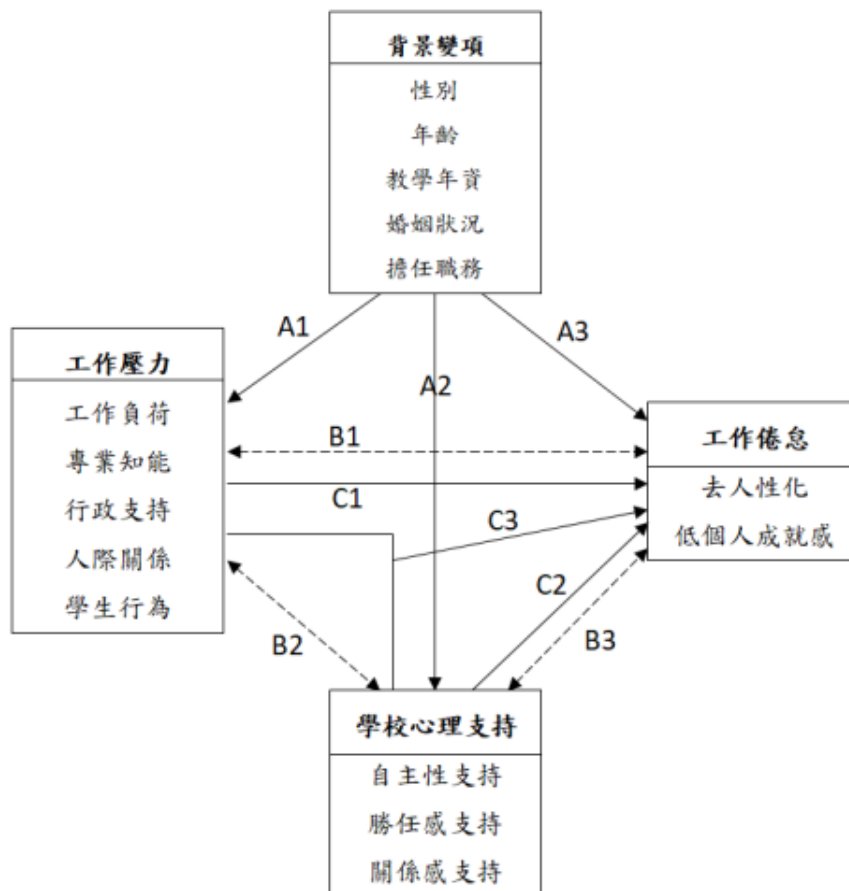 背景變項
性別
年齡
教學年資
婚姻狀況
擔任職務
A1
A2
A3
工作壓力
工作負荷
專業知能
行政支持
人際關係
學生行為
B1
C1
C3
工作倦怠
去人性化
低個人成就感
B2
C2
B3
學校心理支持
自主性支持
勝任感支持
關係感支持